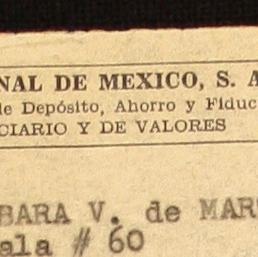 NAL DE MEXICO, S. A
de Depósito, Ahorro y Fiduc
CIARIO Y DE VALORES
BARA V. de MAR
ala # 60